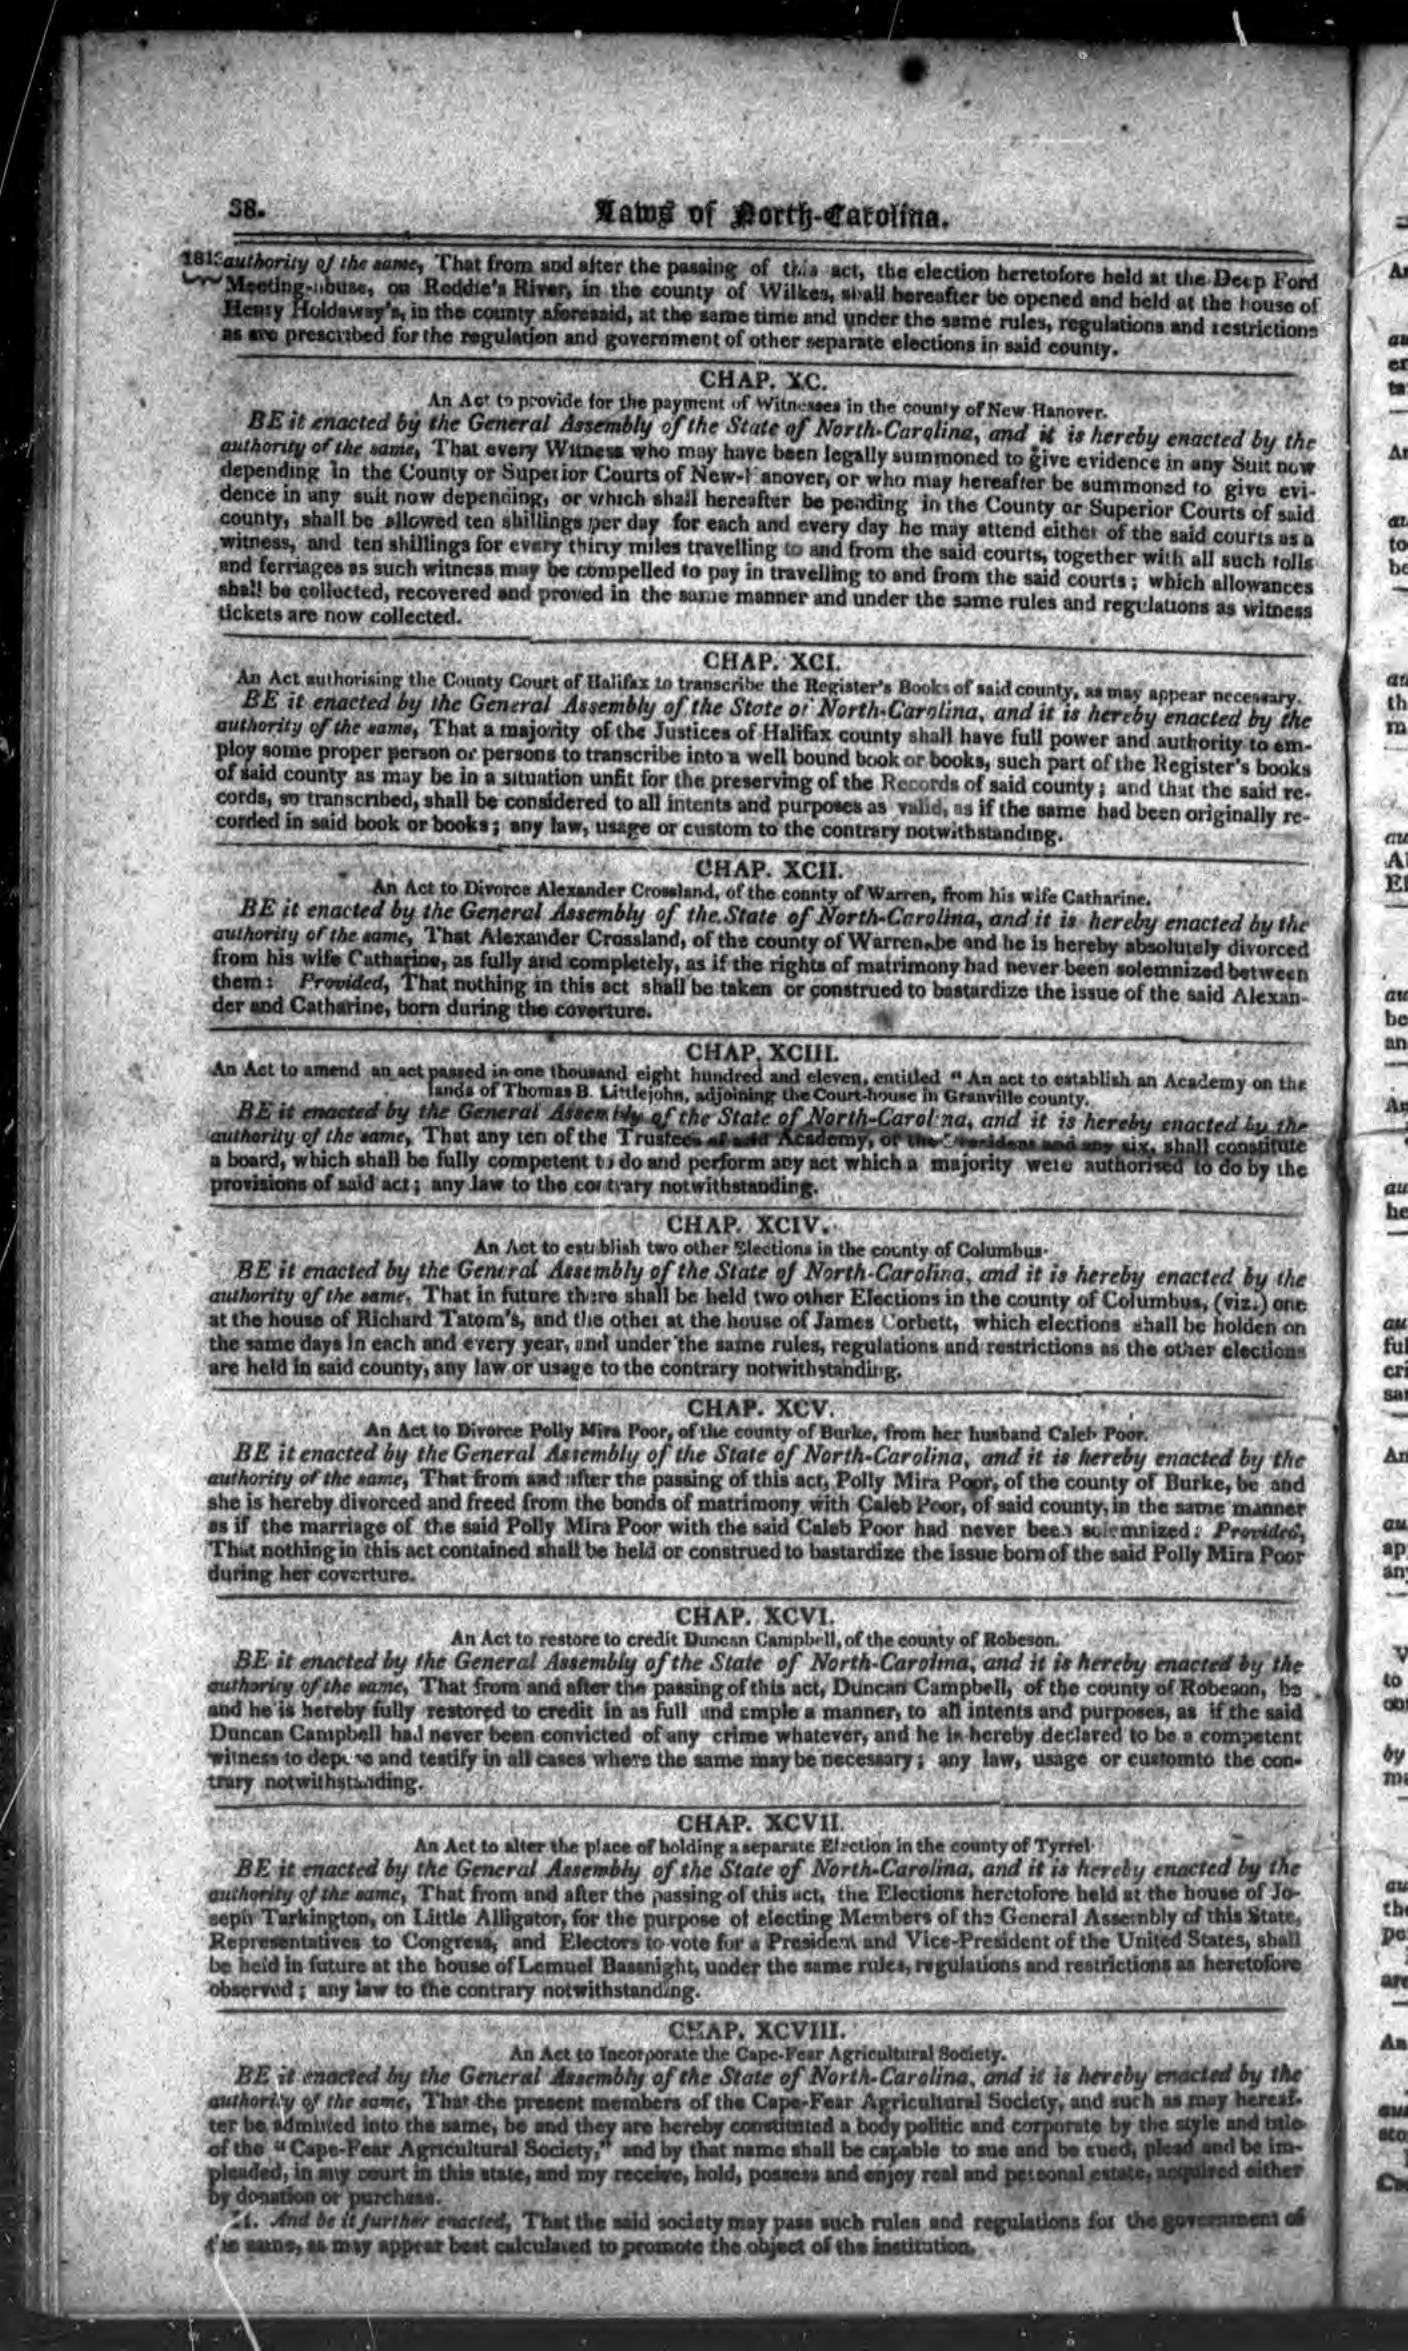 38.
Laws of North-Carolina.
181 authority of the same, That from and after the passing of this act, the election heretofore held at the Deep Ford
Meeting-house, on Reddie's River, in the county of Wilkes, shall hereafter be opened and held at the house of
Henry Holdaway's, in the county aforesaid, at the same time and under the same rules, regulations and restrictions
as are prescribed for the regulation and government of other separate elections in said county.
CHAP. XC.
An Act to provide for the payment of Witnesses in the county of New Hanover.
BE it enacted by the General Assembly of the State of North-Carolina, and it is hereby enacted by the
authority of the same, That every Witness who may have been legally summoned to give evidence in any Suit now
depending in the County or Superior Courts of New-Hanover, or who may hereafter be summoned to give evi-
dence in any suit now depending, or which shall hereafter be pending in the County or Superior Courts of said
county, shall be allowed ten shillings per day for each and every day he may attend either of the said courts as a
witness, and ten shillings for every thirty miles travelling to and from the said courts, together with all such tolls
and ferriages as such witness may be compelled to pay in travelling to and from the said courts; which allowances
shall be collected, recovered and proved in the same manner and under the same rules and regulations as witness
tickets are now collected.
CHAP. XCI.
An Act authorising the County Court of Halifax to transcribe the Register's Books of said county, as may appear necessary.
BE it enacted by the General Assembly of the State of North-Carolina, and it is hereby enacted by the
authority of the same, That a majority of the Justices of Halifax county shall have full power and authority to em-
ploy some proper person or persons to transcribe into a well bound book or books, such part of the Register's books
of said county as may be in a situation unfit for the preserving of the Records of said county; and that the said re-
cords, so transcribed, shall be considered to all intents and purposes as valid, as if the same had been originally re-
corded in said book or books; any law, usage or custom to the contrary notwithstanding.
CHAP. XCII.
An Act to Divorce Alexander Crossland, of the connty of Warren, from his wife Catharine.
BE it enacted by the General Assembly of the State of North-Carolina, and it is hereby enacted by the
authority of the same, That Alexander Crossland, of the county of Warren, be and he is hereby absolutely divorced
from his wife Catharine, as fully and completely, as if the rights of matrimony had never been solemnized between
them: Provided, That nothing in this act shall be taken or construed to bastardize the issue of the said Alexan-
der and Catharine, born during the coverture.
CHAP. XCIII.
An Act to amend an act passed in one thousand eight hundred and eleven, entitled "An act to establish an Academy on the
lands of Thomas B. Littlejohn, adjoining the Court-house in Granville county.
BE it enacted by the General Assembly of the State of North-Carolina, and it is hereby enacted by the
authority of the same, That any ten of the Trustees of said Academy, or the President and any six, shall constitute
a board, which shall be fully competent to do and perform any act which a majority were authorised to do by the
provisions of said act; any law to the contrary notwithstanding.
CHAP. XCIV.
An Act to establish two other Elections in the county of Columbus.
BE it enacted by the General Assembly of the State of North-Carolina, and it is hereby enacted by the
authority of the same, That in future there shall be held two other Elections in the county of Columbus, (viz.) one
at the house of Richard Tatom's, and the other at the house of James Corbett, which elections shall be holden on
the same days in each and every year, and under the same rules, regulations and restrictions as the other elections
are held in said county, any law or usage to the contrary notwithstanding.
CHAP. XCV.
An Act to Divorce Polly Mira Poor, of the county of Burke, from her husband Caleb Poor.
BE it enacted by the General Assembly of the State of North-Carolina, and it is hereby enacted by the
authority of the same, That from and after the passing of this act, Polly Mira Poor, of the county of Burke, be and
she is hereby divorced and freed from the bonds of matrimony with Caleb Poor, of said county, in the same manner
as if the marriage of the said Polly Mira Poor with the said Caleb Poor had never been solemnized: Provided,
That nothing in this act contained shall be held or construed to bastardize the issue born of the said Polly Mira Poor
during her coverture.
CHAP. XCVI.
An Act to restore to credit Duncan Campbell, of the county of Robeson.
BE it enacted by the General Assembly of the State of North-Carolina, and it is hereby enacted by the
authority of the same, That from and after the passing of this act, Duncan Campbell, of the county of Robeson, be
and he is hereby fully restored to credit in as full and emple a manner, to all intents and purposes, as if the said
Duncan Campbell had never been convicted of any crime whatever, and he is hereby declared to be a competent
witness to depose and testify in all cases where the same may be necessary; any law, usage or customto the con-
trary notwithstanding.
CHAP. XCVII.
An Act to alter the place of holding a separate Election in the county of Tyrrel.
BE it enacted by the General Assembly of the State of North-Carolina, and it is hereby enacted by the
authority of the same, That from and after the passing of this act, the Elections heretofore held at the house of Jo-
seph Tarkington, on Little Alligator, for the purpose of electing Members of the General Assembly of this State,
Representatives to Congress, and Electors to vote for a President and Vice-President of the United States, shall
be held in future at the house of Lemuel Bassnight, under the same rules, regulations and restrictions as heretofore
observed; any law to the contrary notwithstanding.
CHAP. XCVIII.
An Act to Incorporate the Cape-Fear Agricultural Society.
BE it enacted by the General Assembly of the State of North-Carolina, and it is hereby enacted by the
authority of the same, That the present members of the Cape-Fear Agricultural Society, and such as may hereaf-
ter be admitted into the same, be and they are hereby constituted a body politic and corporate by the style and title
of the "Cape-Fear Agricultural Society," and by that name shall be capable to sue and be sued, plead and be im-
pleaded, in any court in this state, and my receive, hold, possess and enjoy real and personal estate, acquired either
by donation or purchase.
And be it further enacted, That the said society may pass such rules and regulations for the government of
the same, as may appear best calculated to promote the object of the institution.